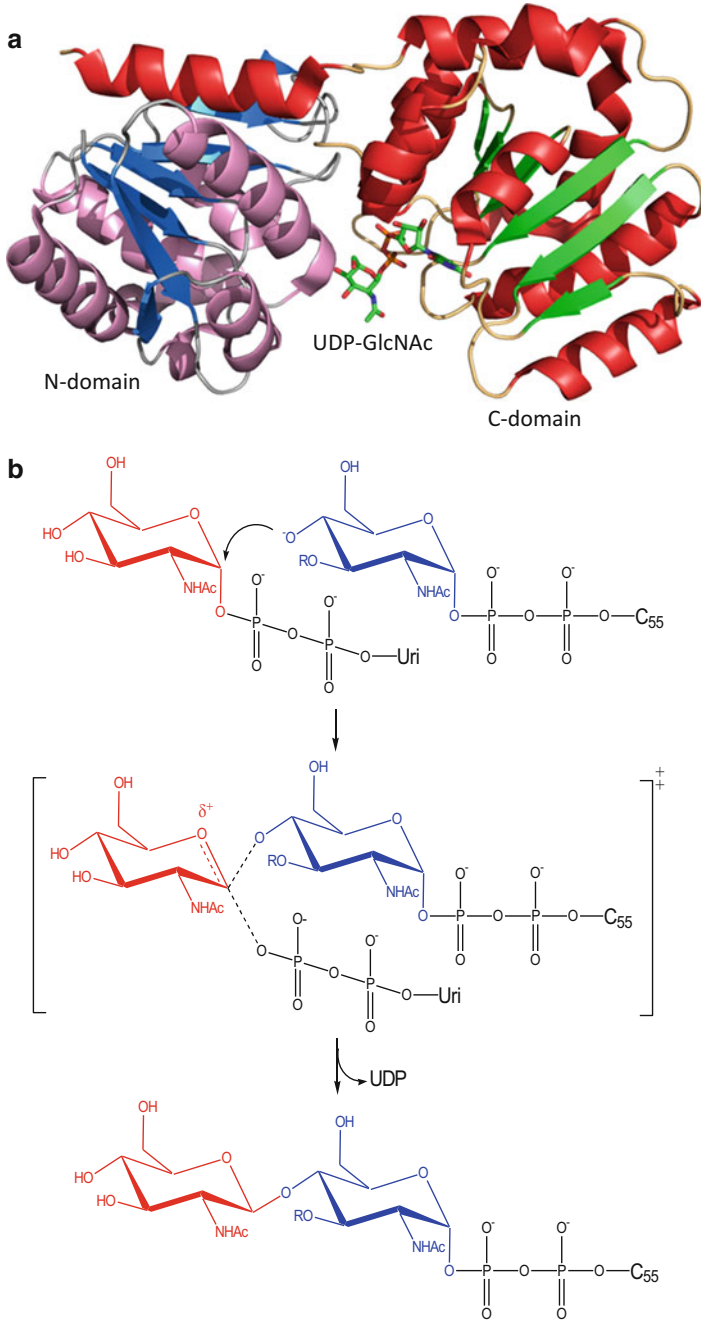 a
UDP-GlcNAc
N-domain
C-domain
b
OH OH
HO O ⁻O O
HO NHAc RO NHAc
O O⁻ O⁻ O O⁻ O⁻
P O P O Uri P O P O C₅₅
O O O O
OH OH
δ⁺ ‡
HO O O O
HO NHAc RO NHAc
O O- O⁻ O O⁻ O⁻
P O P O Uri P O P O C₅₅
O O O O
UDP
OH OH
HO O O O
HO NHAc RO NHAc
O O⁻ O⁻
P O P O C₅₅
O O